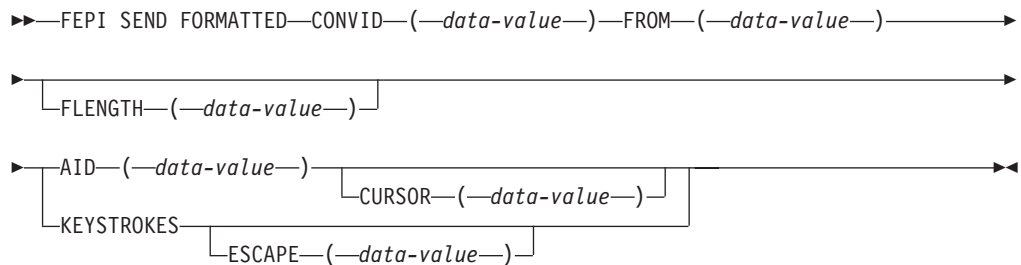 FEPI SEND FORMATTED CONVID ( data-value ) FROM ( data-value )
FLENGTH ( data-value )
AID ( data-value )
CURSOR ( data-value )
KEYSTROKES
ESCAPE ( data-value )